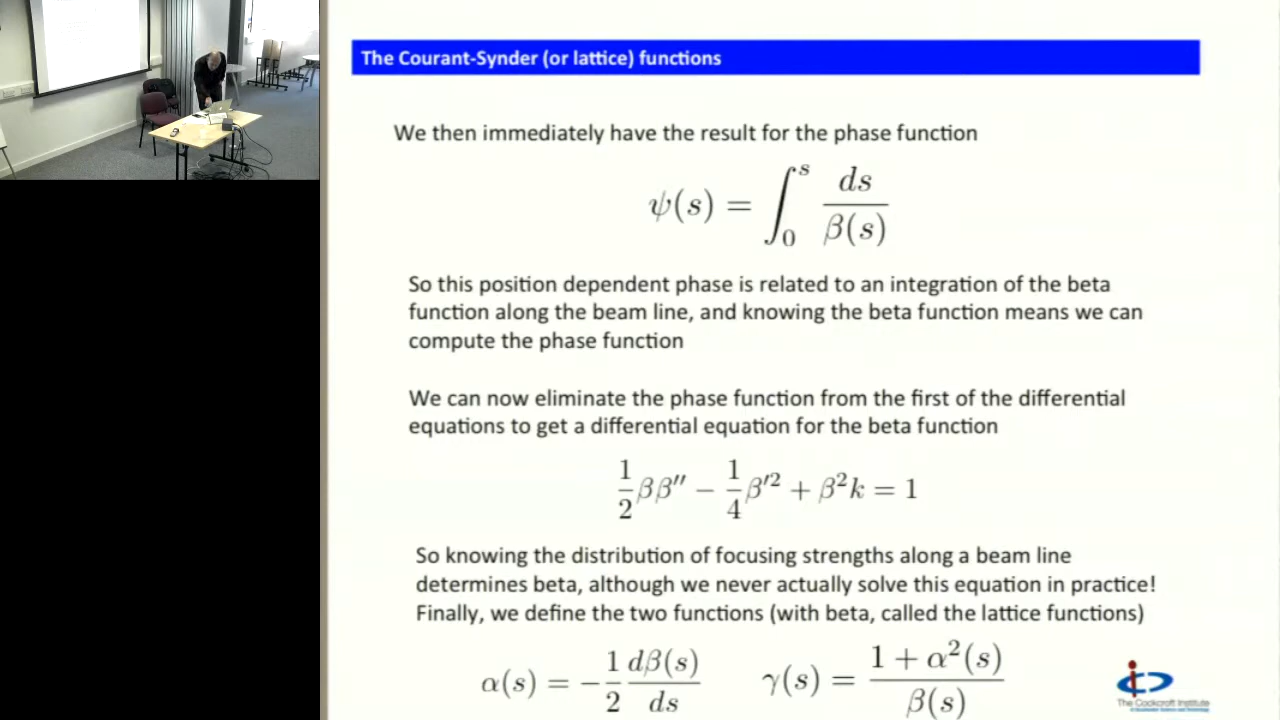 The Courant-Synder (or lattice) functions
We then immediately have the result for the phase function
ψ(s) = ∫₀ˢ ds / β(s)
So this position dependent phase is related to an integration of the beta
function along the beam line, and knowing the beta function means we can
compute the phase function
We can now eliminate the phase function from the first of the differential
equations to get a differential equation for the beta function
1/2 ββ″ − 1/4 β′² + β²k = 1
So knowing the distribution of focusing strengths along a beam line
determines beta, although we never actually solve this equation in practice!
Finally, we define the two functions (with beta, called the lattice functions)
α(s) = − 1/2 dβ(s)/ds γ(s) = (1 + α²(s)) / β(s)
The Cockcroft Institute